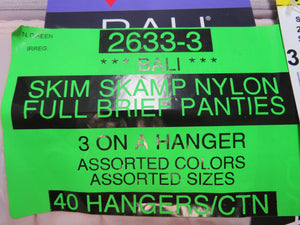 BALI
IRREG.
2633-3
*** BALI ***
SKIM SKAMP NYLON
FULL BRIEF PANTIES
3 ON A HANGER
ASSORTED COLORS
ASSORTED SIZES
40 HANGERS/CTN